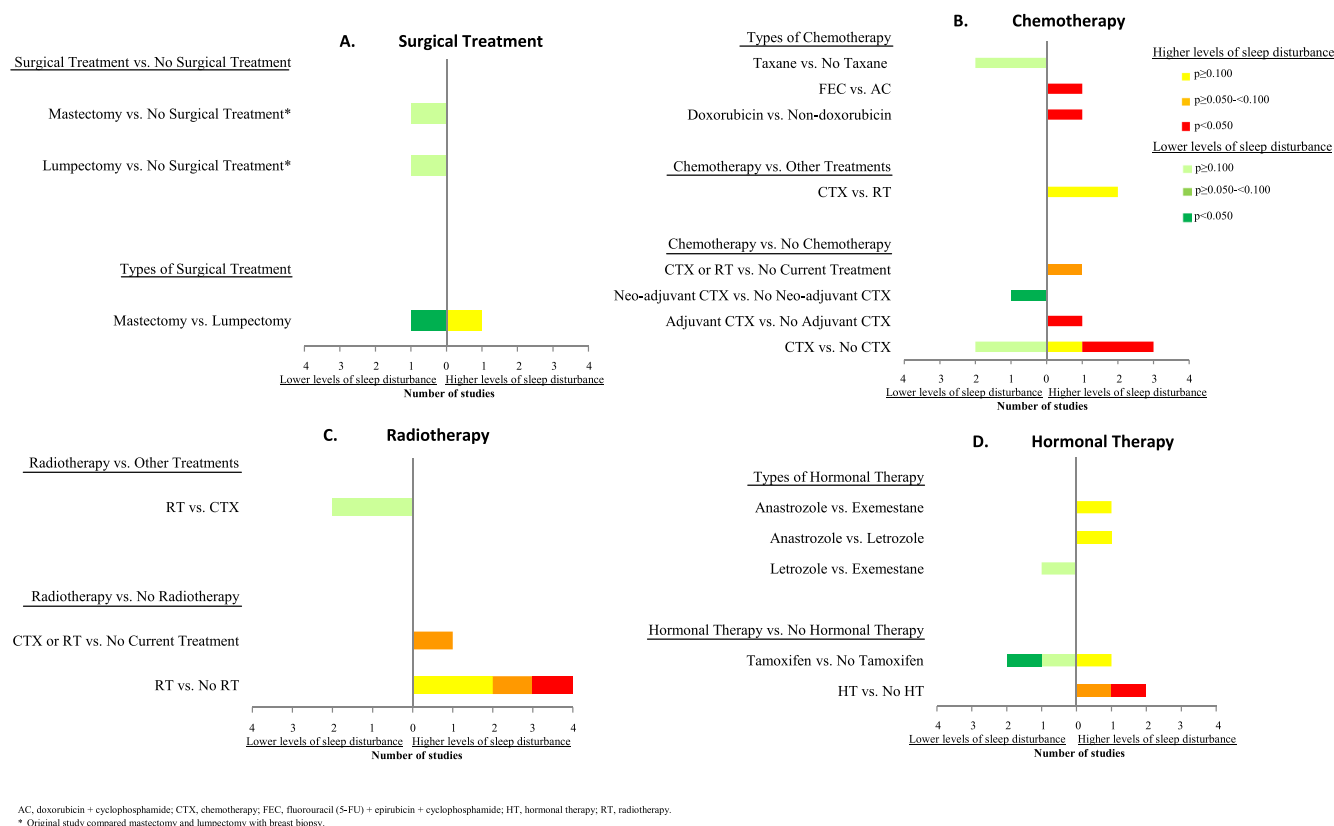 A. Surgical Treatment
Surgical Treatment vs. No Surgical Treatment
Mastectomy vs. No Surgical Treatment*
Lumpectomy vs. No Surgical Treatment*
Types of Surgical Treatment
Mastectomy vs. Lumpectomy
4 3 2 1 0 1 2 3 4
Lower levels of sleep disturbance Higher levels of sleep disturbance
Number of studies
B. Chemotherapy
Types of Chemotherapy
Taxane vs. No Taxane
FEC vs. AC
Doxorubicin vs. Non-doxorubicin
Chemotherapy vs. Other Treatments
CTX vs. RT
Chemotherapy vs. No Chemotherapy
CTX or RT vs. No Current Treatment
Neo-adjuvant CTX vs. No Neo-adjuvant CTX
Adjuvant CTX vs. No Adjuvant CTX
CTX vs. No CTX
4 3 2 1 0 1 2 3 4
Lower levels of sleep disturbance Higher levels of sleep disturbance
Number of studies
Higher levels of sleep disturbance
p≥0.100
p≥0.050-<0.100
p<0.050
Lower levels of sleep disturbance
p≥0.100
p≥0.050-<0.100
p<0.050
C. Radiotherapy
Radiotherapy vs. Other Treatments
RT vs. CTX
Radiotherapy vs. No Radiotherapy
CTX or RT vs. No Current Treatment
RT vs. No RT
4 3 2 1 0 1 2 3 4
Lower levels of sleep disturbance Higher levels of sleep disturbance
Number of studies
D. Hormonal Therapy
Types of Hormonal Therapy
Anastrozole vs. Exemestane
Anastrozole vs. Letrozole
Letrozole vs. Exemestane
Hormonal Therapy vs. No Hormonal Therapy
Tamoxifen vs. No Tamoxifen
HT vs. No HT
4 3 2 1 0 1 2 3 4
Lower levels of sleep disturbance Higher levels of sleep disturbance
Number of studies
AC, doxorubicin + cyclophosphamide; CTX, chemotherapy; FEC, fluorouracil (5-FU) + epirubicin + cyclophosphamide; HT, hormonal therapy; RT, radiotherapy.
* Original study compared mastectomy and lumpectomy with breast biopsy.